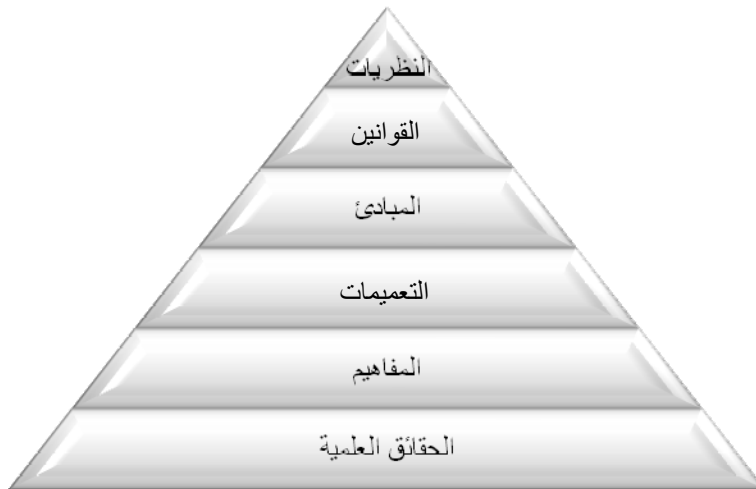 النظريات
القوانين
المبادئ
التعميمات
المفاهيم
الحقائق العلمية